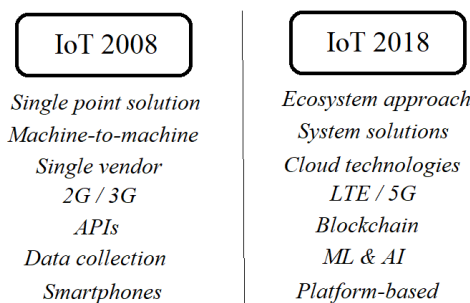 IoT 2008
Single point solution
Machine-to-machine
Single vendor
2G / 3G
APIs
Data collection
Smartphones
IoT 2018
Ecosystem approach
System solutions
Cloud technologies
LTE / 5G
Blockchain
ML & AI
Platform-based